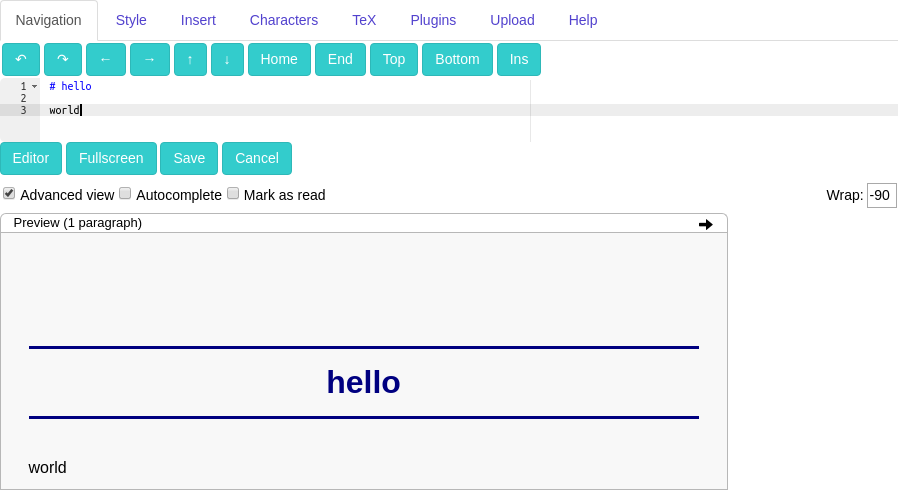 Navigation Style Insert Characters TeX Plugins Upload Help
↶ ↷ ← → ↑ ↓ Home End Top Bottom Ins
1 # hello
2
3 world
Editor Fullscreen Save Cancel
Advanced view Autocomplete Mark as read Wrap: -90
Preview (1 paragraph)
hello
world